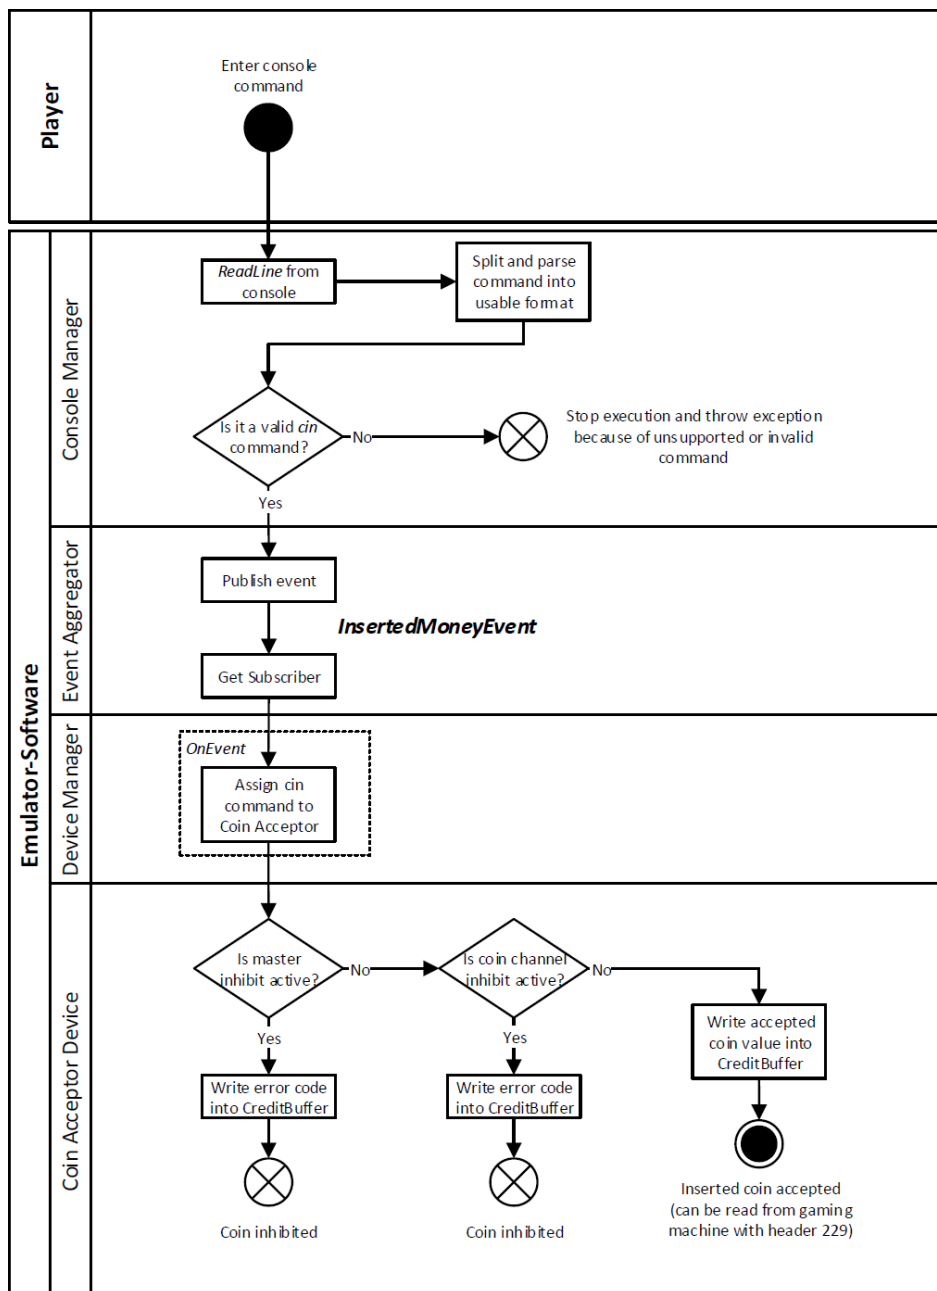 Player
Enter console
command
Emulator-Software
Console Manager
ReadLine from
console
Split and parse
command into
usable format
Is it a valid cin
command?
No
Stop execution and throw exception
because of unsupported or invalid
command
Yes
Event Aggregator
Publish event
InsertedMoneyEvent
Get Subscriber
Device Manager
OnEvent
Assign cin
command to
Coin Acceptor
Coin Acceptor Device
Is master
inhibit active?
No
Is coin channel
inhibit active?
No
Yes
Yes
Write accepted
coin value into
CreditBuffer
Write error code
into CreditBuffer
Write error code
into CreditBuffer
Coin inhibited
Coin inhibited
Inserted coin accepted
(can be read from gaming
machine with header 229)